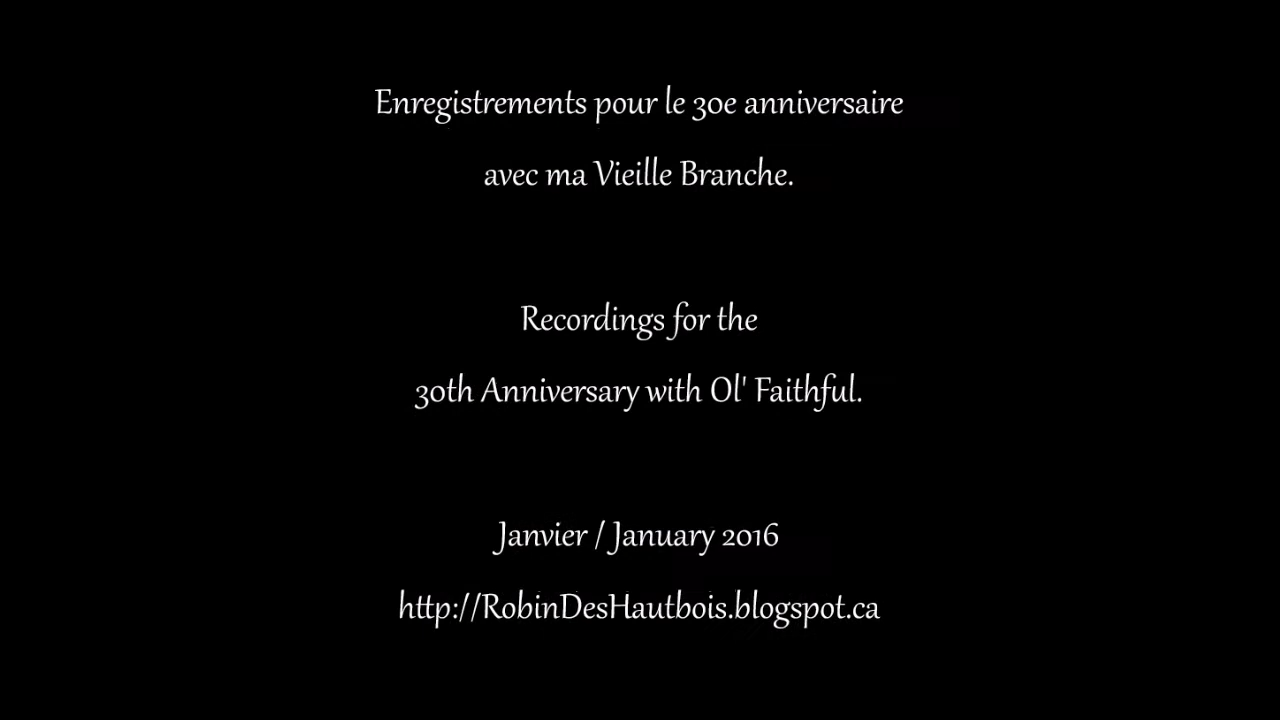 Enregistrements pour le 30e anniversaire
avec ma Vieille Branche.
Recordings for the
30th Anniversary with Ol' Faithful.
Janvier / January 2016
http://RobinDesHautbois.blogspot.ca